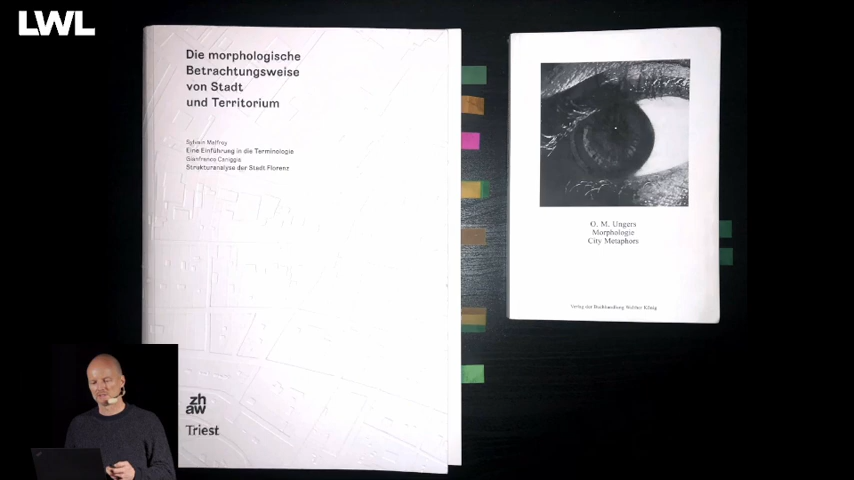 LWL
Die morphologische
Betrachtungsweise
von Stadt
und Territorium
Sylvain Malfroy
Eine Einführung in die Terminologie
Gianfranco Caniggia
Strukturanalyse der Stadt Florenz
zh
aw
Triest
O. M. Ungers
Morphologie
City Metaphors
Verlag der Buchhandlung Walther König